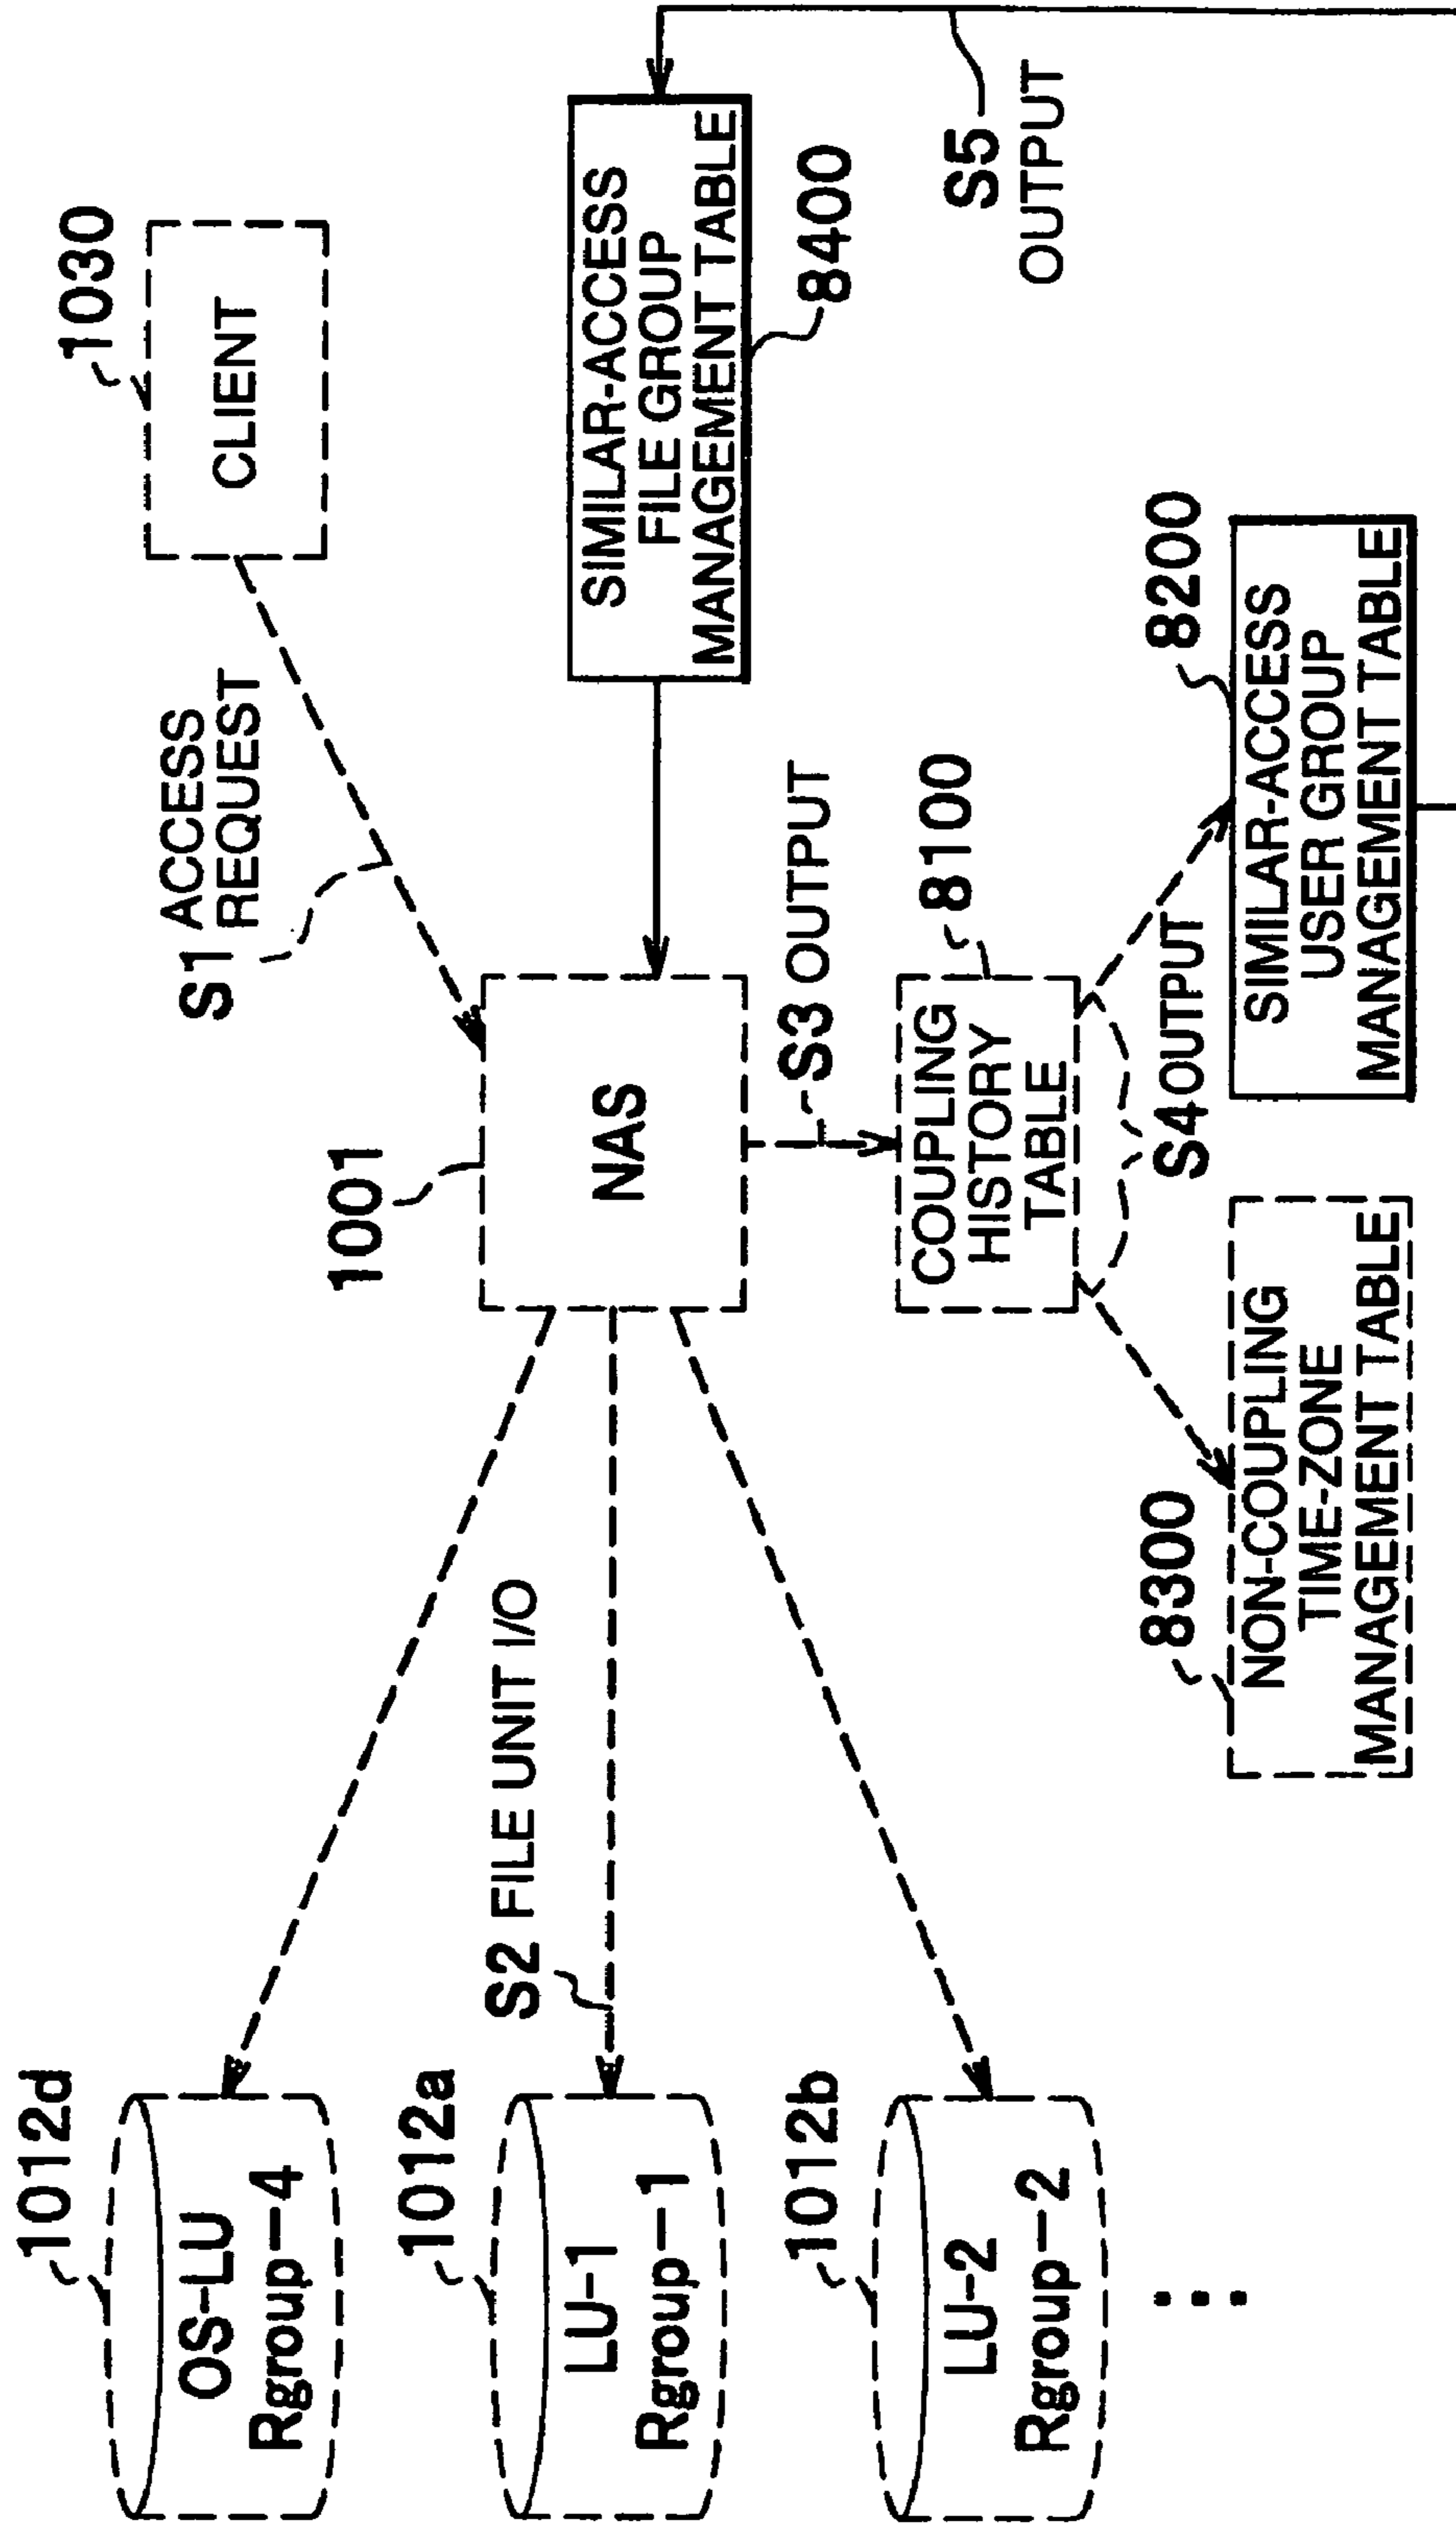 1012d
OS-LU
Rgroup-4
1012a
LU-1
Rgroup-1
1012b
LU-2
Rgroup-2
S2 FILE UNIT I/O
1001
NAS
S1 ACCESS
REQUEST
1030
CLIENT
SIMILAR-ACCESS
FILE GROUP
MANAGEMENT TABLE
8400
S3 OUTPUT
8100
COUPLING
HISTORY
TABLE
S4 OUTPUT
8300
NON-COUPLING
TIME-ZONE
MANAGEMENT TABLE
8200
SIMILAR-ACCESS
USER GROUP
MANAGEMENT TABLE
S5
OUTPUT